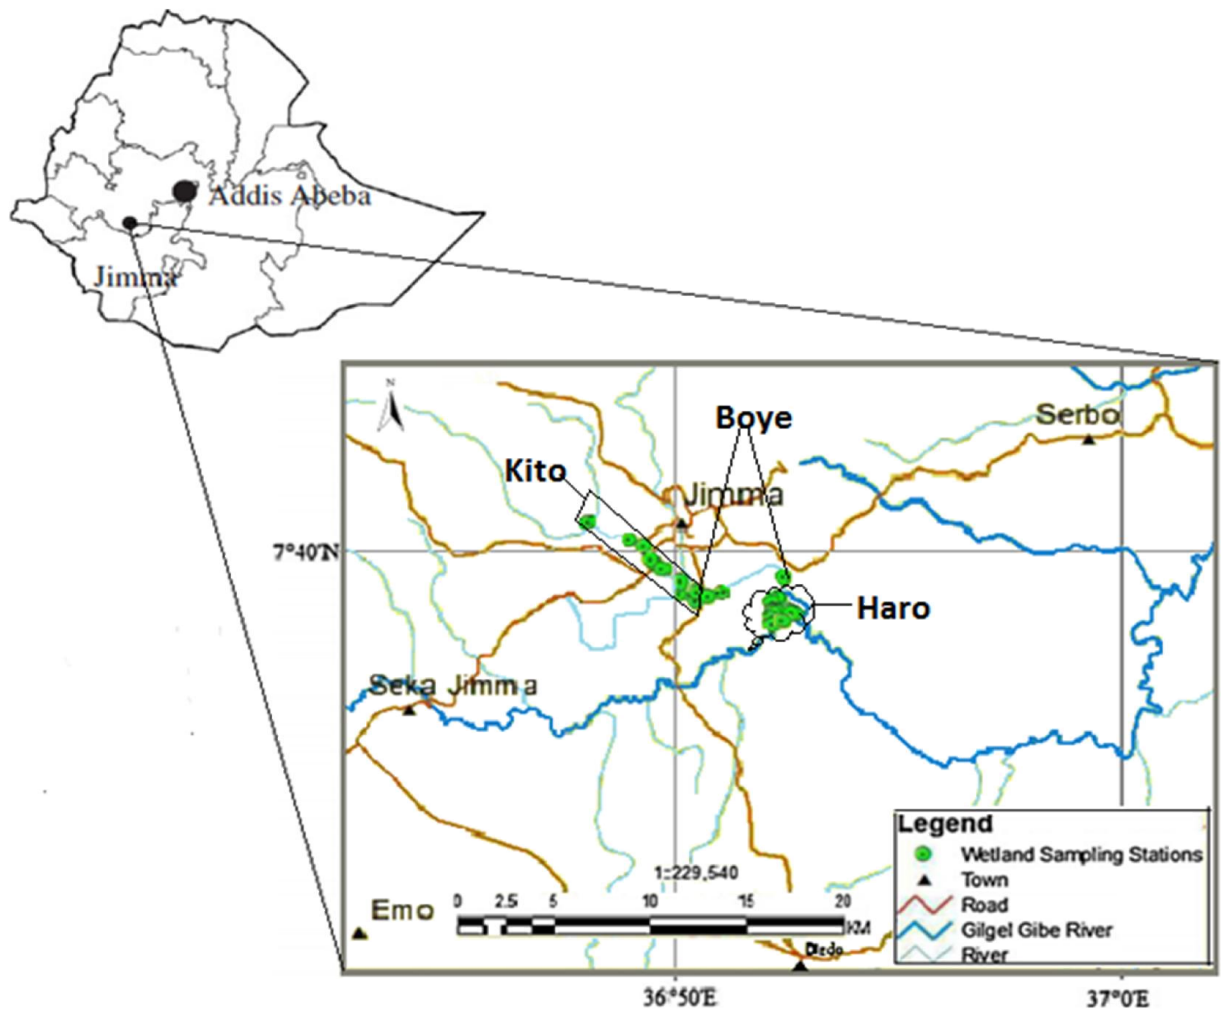 Addis Abeba
Jimma
N
Boye
Serbo
Kito
Jimma
7°40'N
Haro
Seka Jimma
Legend
Wetland Sampling Stations
Town
Road
Gilgel Gibe River
River
1:229,540
0 2.5 5 10 15 20
KM
Emo
36°50'E
37°0'E